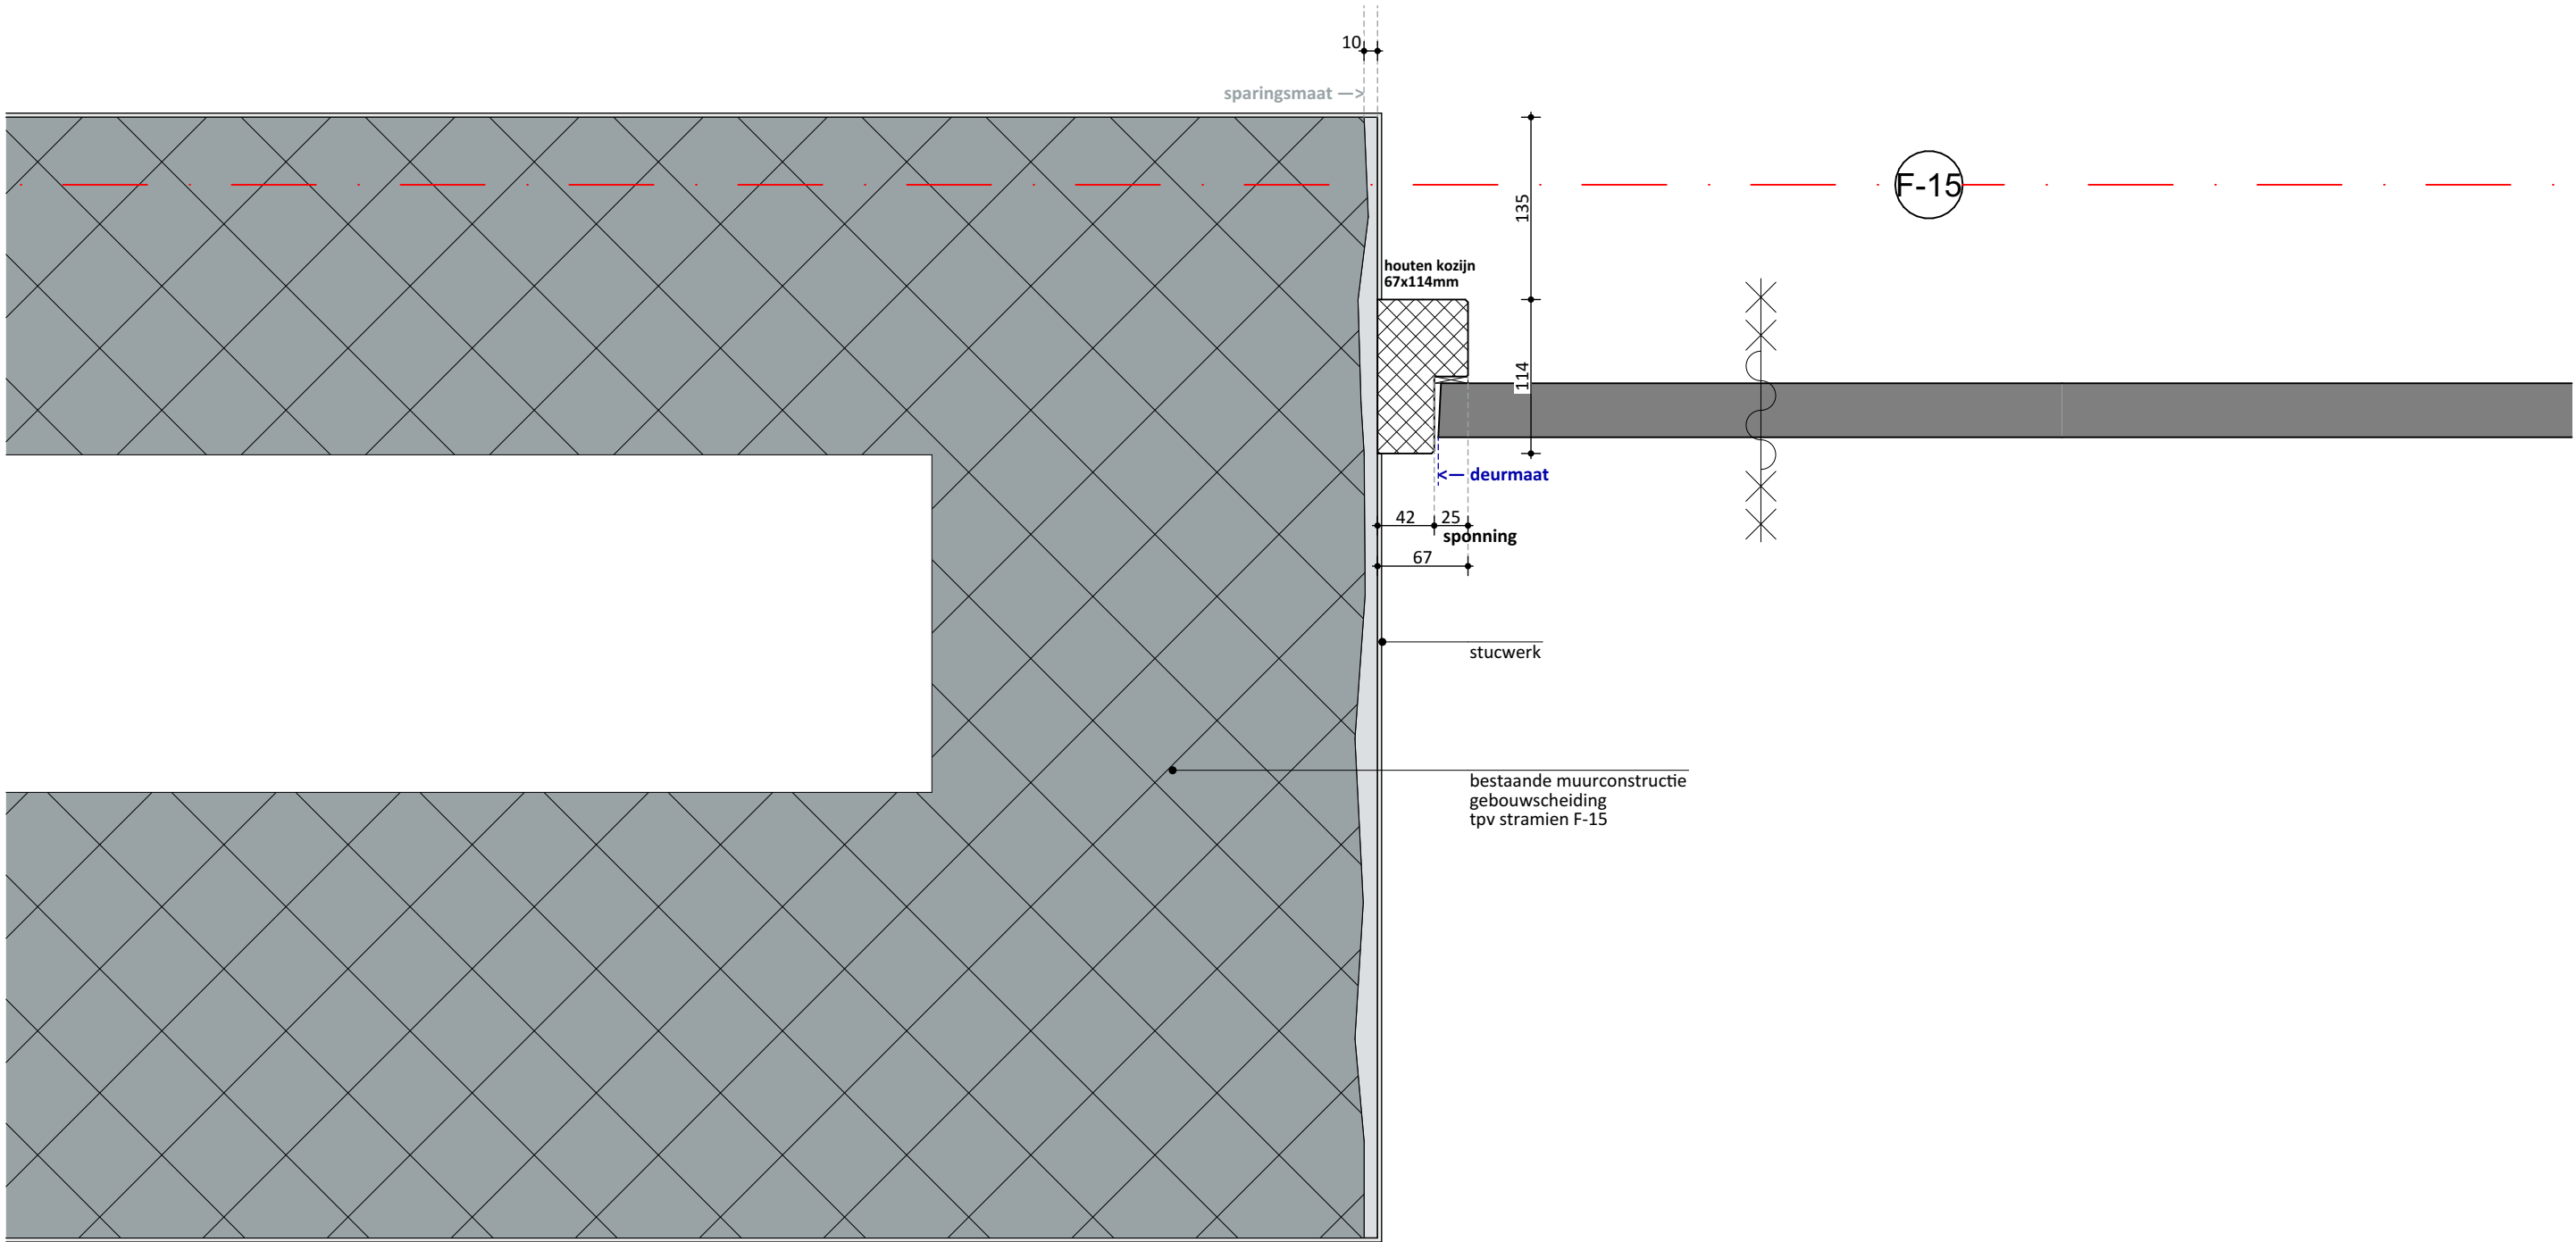 10
sparingsmaat —>
F-15
135
houten kozijn
67x114mm
114
<— deurmaat
42 25
sponning
67
stucwerk
bestaande muurconstructie
gebouwscheiding
tpv stramien F-15